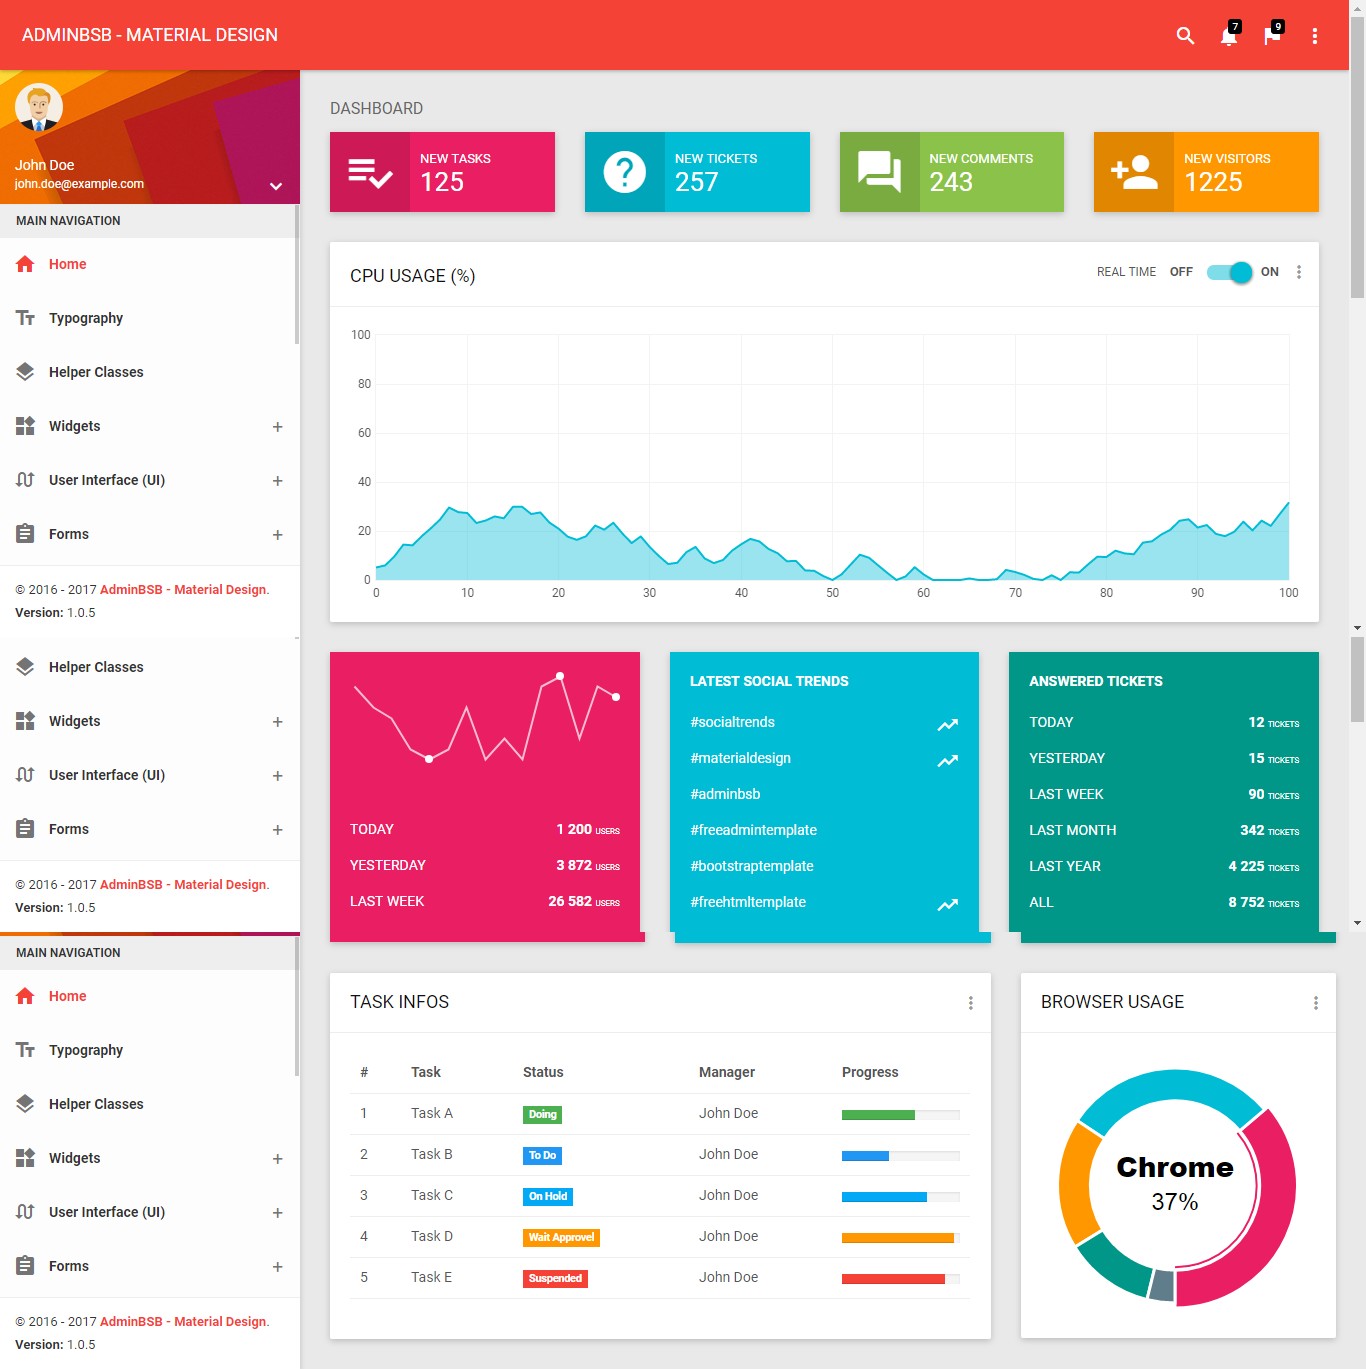 ADMINBSB - MATERIAL DESIGN
7
9
John Doe
john.doe@example.com
MAIN NAVIGATION
Home
Typography
Helper Classes
Widgets +
User Interface (UI) +
Forms +
© 2016 - 2017 AdminBSB - Material Design.
Version: 1.0.5
DASHBOARD
NEW TASKS
125
NEW TICKETS
257
NEW COMMENTS
243
NEW VISITORS
1225
CPU USAGE (%)
REAL TIME OFF ON
100
80
60
40
20
0
0 10 20 30 40 50 60 70 80 90 100
Helper Classes
Widgets +
User Interface (UI) +
Forms +
© 2016 - 2017 AdminBSB - Material Design.
Version: 1.0.5
TODAY 1 200 USERS
YESTERDAY 3 872 USERS
LAST WEEK 26 582 USERS
LATEST SOCIAL TRENDS
#socialtrends
#materialdesign
#adminbsb
#freeadmintemplate
#bootstraptemplate
#freehtmltemplate
ANSWERED TICKETS
TODAY 12 TICKETS
YESTERDAY 15 TICKETS
LAST WEEK 90 TICKETS
LAST MONTH 342 TICKETS
LAST YEAR 4 225 TICKETS
ALL 8 752 TICKETS
MAIN NAVIGATION
Home
Typography
Helper Classes
Widgets +
User Interface (UI) +
Forms +
© 2016 - 2017 AdminBSB - Material Design.
Version: 1.0.5
TASK INFOS
# Task Status Manager Progress
1 Task A Doing John Doe
2 Task B To Do John Doe
3 Task C On Hold John Doe
4 Task D Wait Approvel John Doe
5 Task E Suspended John Doe
BROWSER USAGE
Chrome
37%